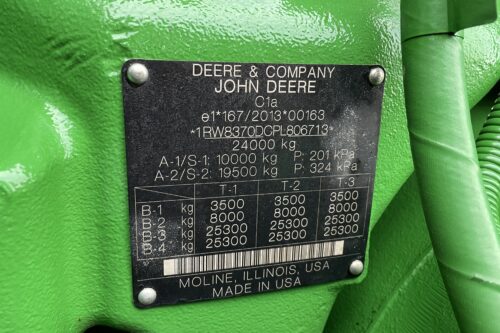 DEERE & COMPANY
JOHN DEERE
C1a
e1*167/2013*00163
*1RW8370DCPL806713*
24000 kg
A-1/S-1: 10000 kg P: 201 kPa
A-2/S-2: 19500 kg P: 324 kPa
T-1 T-2 T-3
B-1 kg 3500 3500 3500
B-2 kg 8000 8000 8000
B-3 kg 25300 25300 25300
B-4 kg 25300 25300 25300
MOLINE, ILLINOIS, USA
MADE IN USA